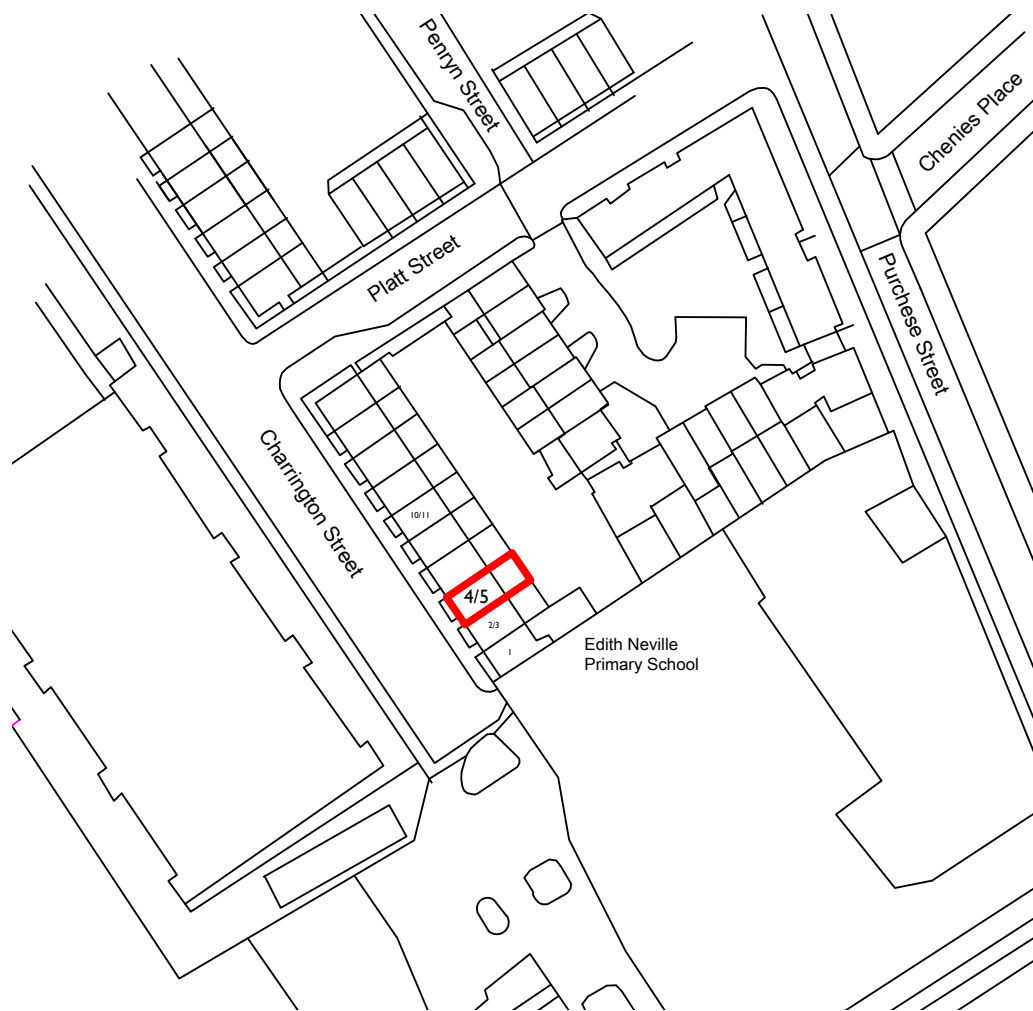 Penryn Street
Chenies Place
Platt Street
Purchese Street
Charrington Street
10/11
4/5
2/3
1
Edith Neville
Primary School